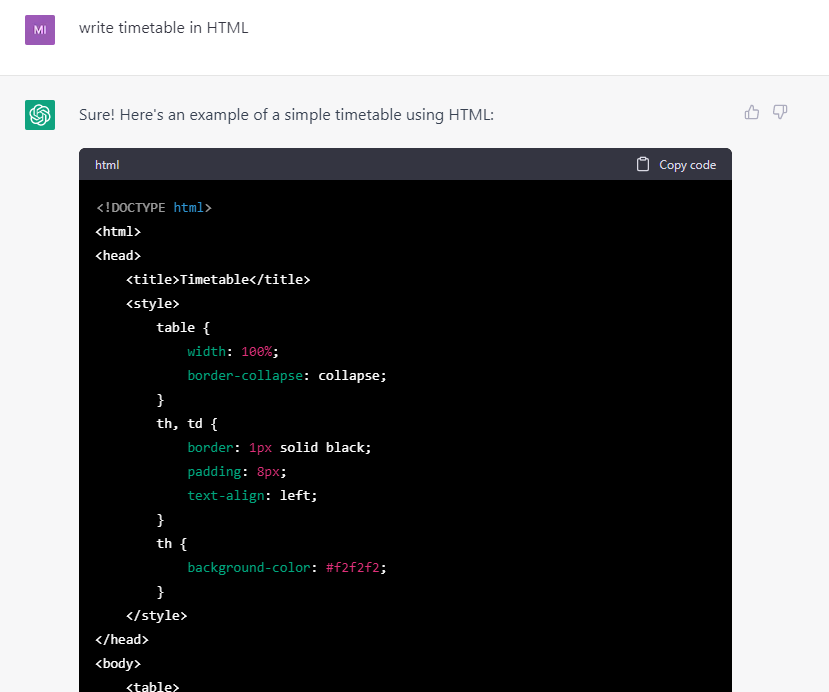 MI
write timetable in HTML
Sure! Here's an example of a simple timetable using HTML:
html
Copy code
<!DOCTYPE html>
<html>
<head>
    <title>Timetable</title>
    <style>
        table {
            width: 100%;
            border-collapse: collapse;
        }
        th, td {
            border: 1px solid black;
            padding: 8px;
            text-align: left;
        }
        th {
            background-color: #f2f2f2;
        }
    </style>
</head>
<body>
    <table>